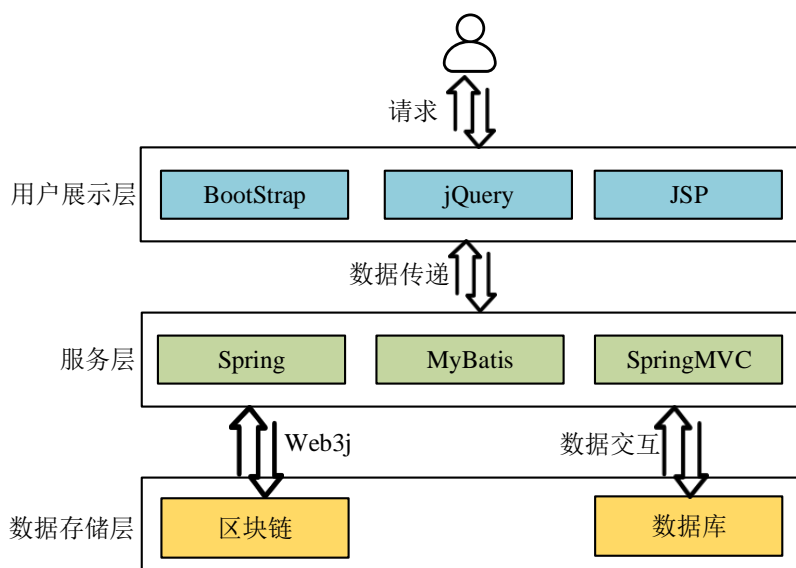 请求
用户展示层
BootStrap
jQuery
JSP
数据传递
服务层
Spring
MyBatis
SpringMVC
Web3j
数据交互
数据存储层
区块链
数据库